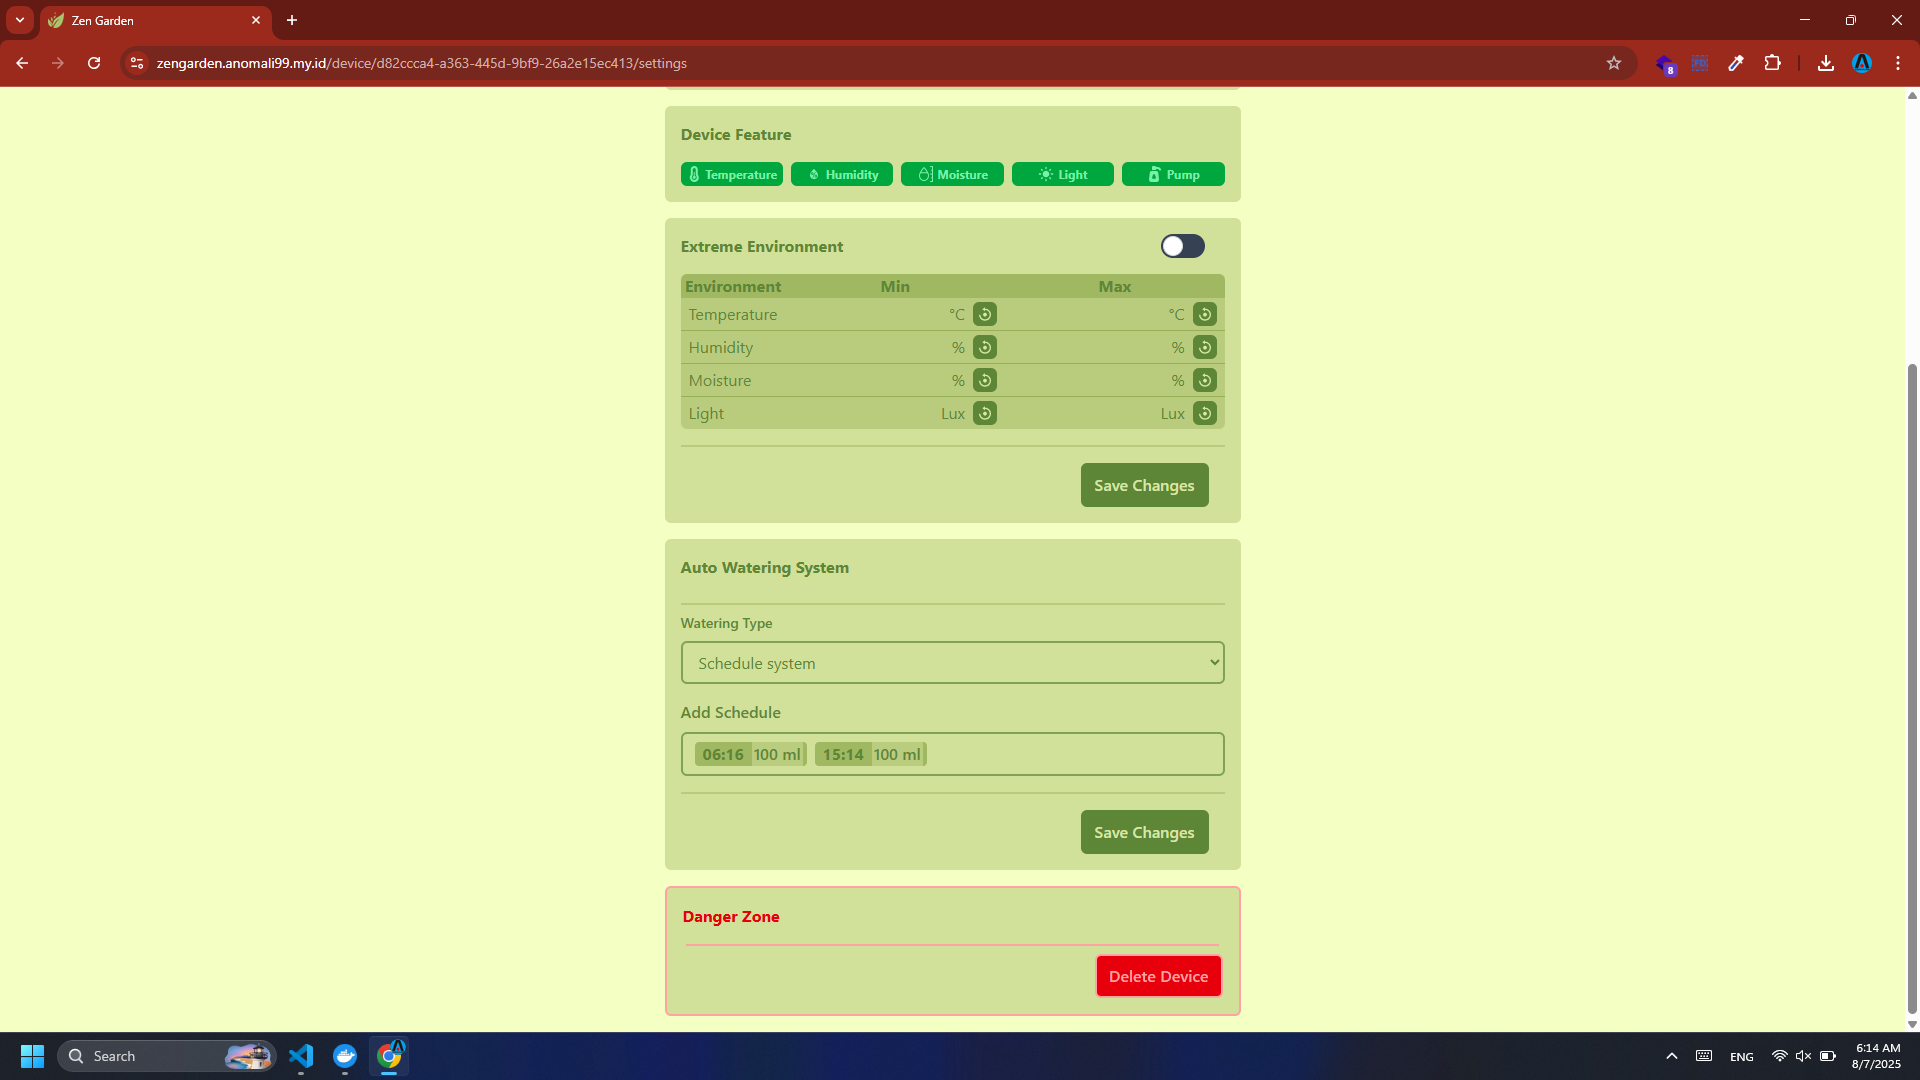 Zen Garden
zengarden.anomali99.my.id/device/d82ccca4-a363-445d-9bf9-26a2e15ec413/settings
8
Device Feature
Temperature Humidity Moisture Light Pump
Extreme Environment
Environment Min Max
Temperature °C °C
Humidity % %
Moisture % %
Light Lux Lux
Save Changes
Auto Watering System
Watering Type
Schedule system
Add Schedule
06:16 100 ml 15:14 100 ml
Save Changes
Danger Zone
Delete Device
Search
ENG
6:14 AM
8/7/2025